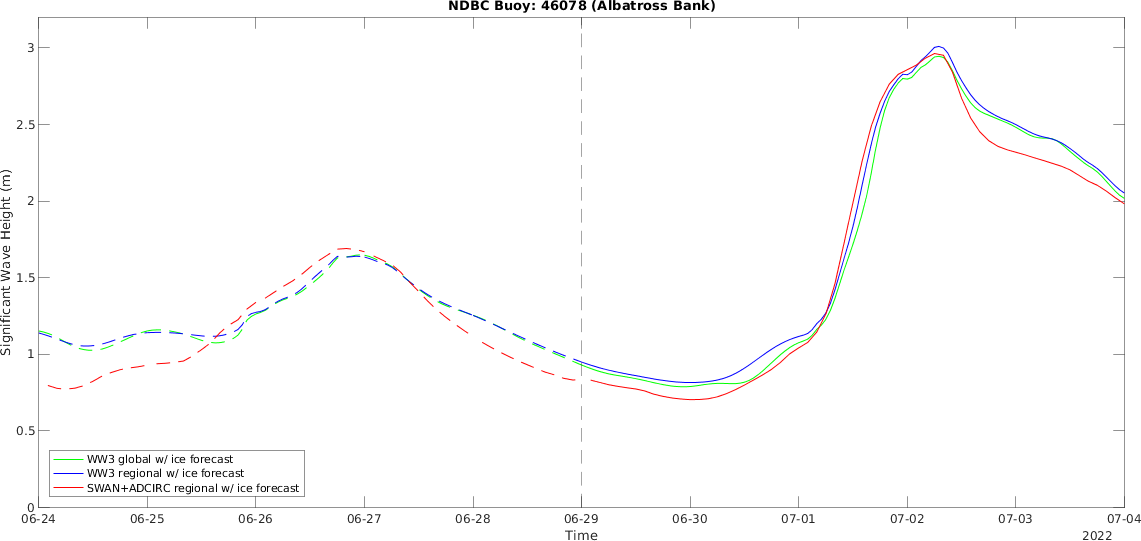 NDBC Buoy: 46078 (Albatross Bank)
Significant Wave Height (m)
3
2.5
2
1.5
1
0.5
0
WW3 global w/ ice forecast
WW3 regional w/ ice forecast
SWAN+ADCIRC regional w/ ice forecast
06-24 06-25 06-26 06-27 06-28 06-29 06-30 07-01 07-02 07-03 07-04
Time
2022